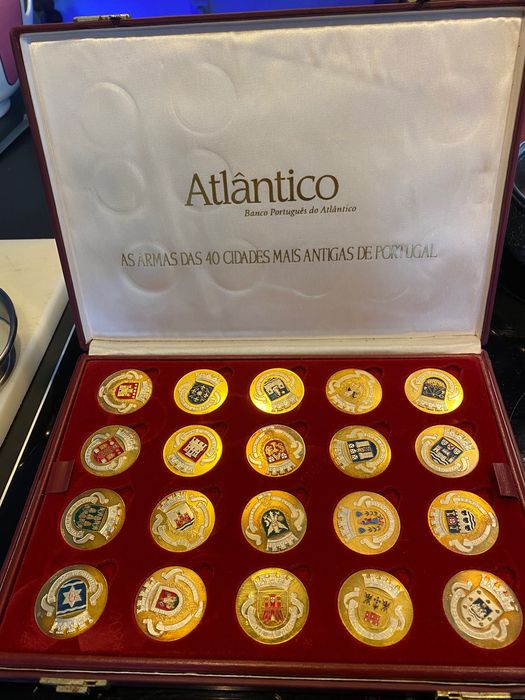 Atlântico
Banco Português do Atlântico
AS ARMAS DAS 40 CIDADES MAIS ANTIGAS DE PORTUGAL